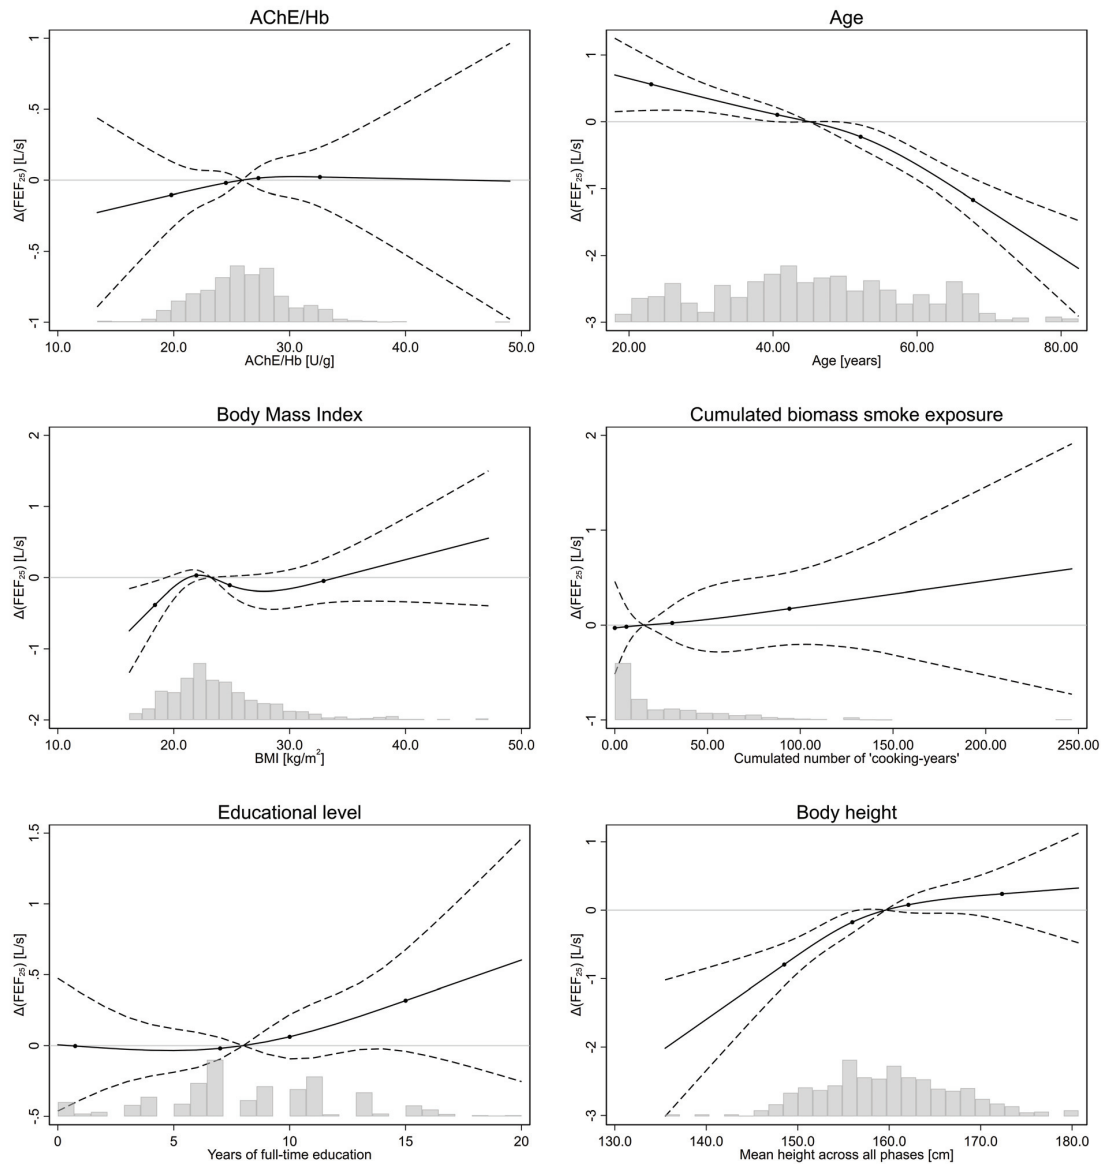 AChE/Hb
Δ(FEF25) [L/s]
1
.5
0
-.5
-1
10.0 20.0 30.0 40.0 50.0
AChE/Hb [U/g]
Age
Δ(FEF25) [L/s]
1
0
-1
-2
-3
20.00 40.00 60.00 80.00
Age [years]
Body Mass Index
Δ(FEF25) [L/s]
2
1
0
-1
-2
10.0 20.0 30.0 40.0 50.0
BMI [kg/m2]
Cumulated biomass smoke exposure
Δ(FEF25) [L/s]
2
1
0
-1
0.00 50.00 100.00 150.00 200.00 250.00
Cumulated number of 'cooking-years'
Educational level
Δ(FEF25) [L/s]
1.5
1
.5
0
-.5
0 5 10 15 20
Years of full-time education
Body height
Δ(FEF25) [L/s]
1
0
-1
-2
-3
130.0 140.0 150.0 160.0 170.0 180.0
Mean height across all phases [cm]